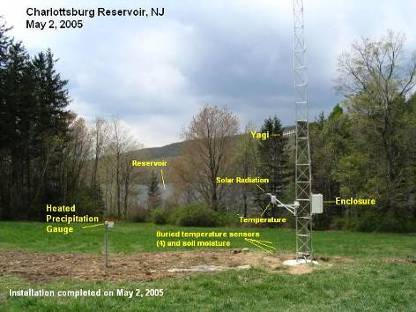 Charlottsburg Reservoir, NJ
May 2, 2005
Yagi
Reservoir
Solar Radiation
Enclosure
Heated
Precipitation
Gauge
Temperature
Buried temperature sensors
(4) and soil moisture
Installation completed on May 2, 2005